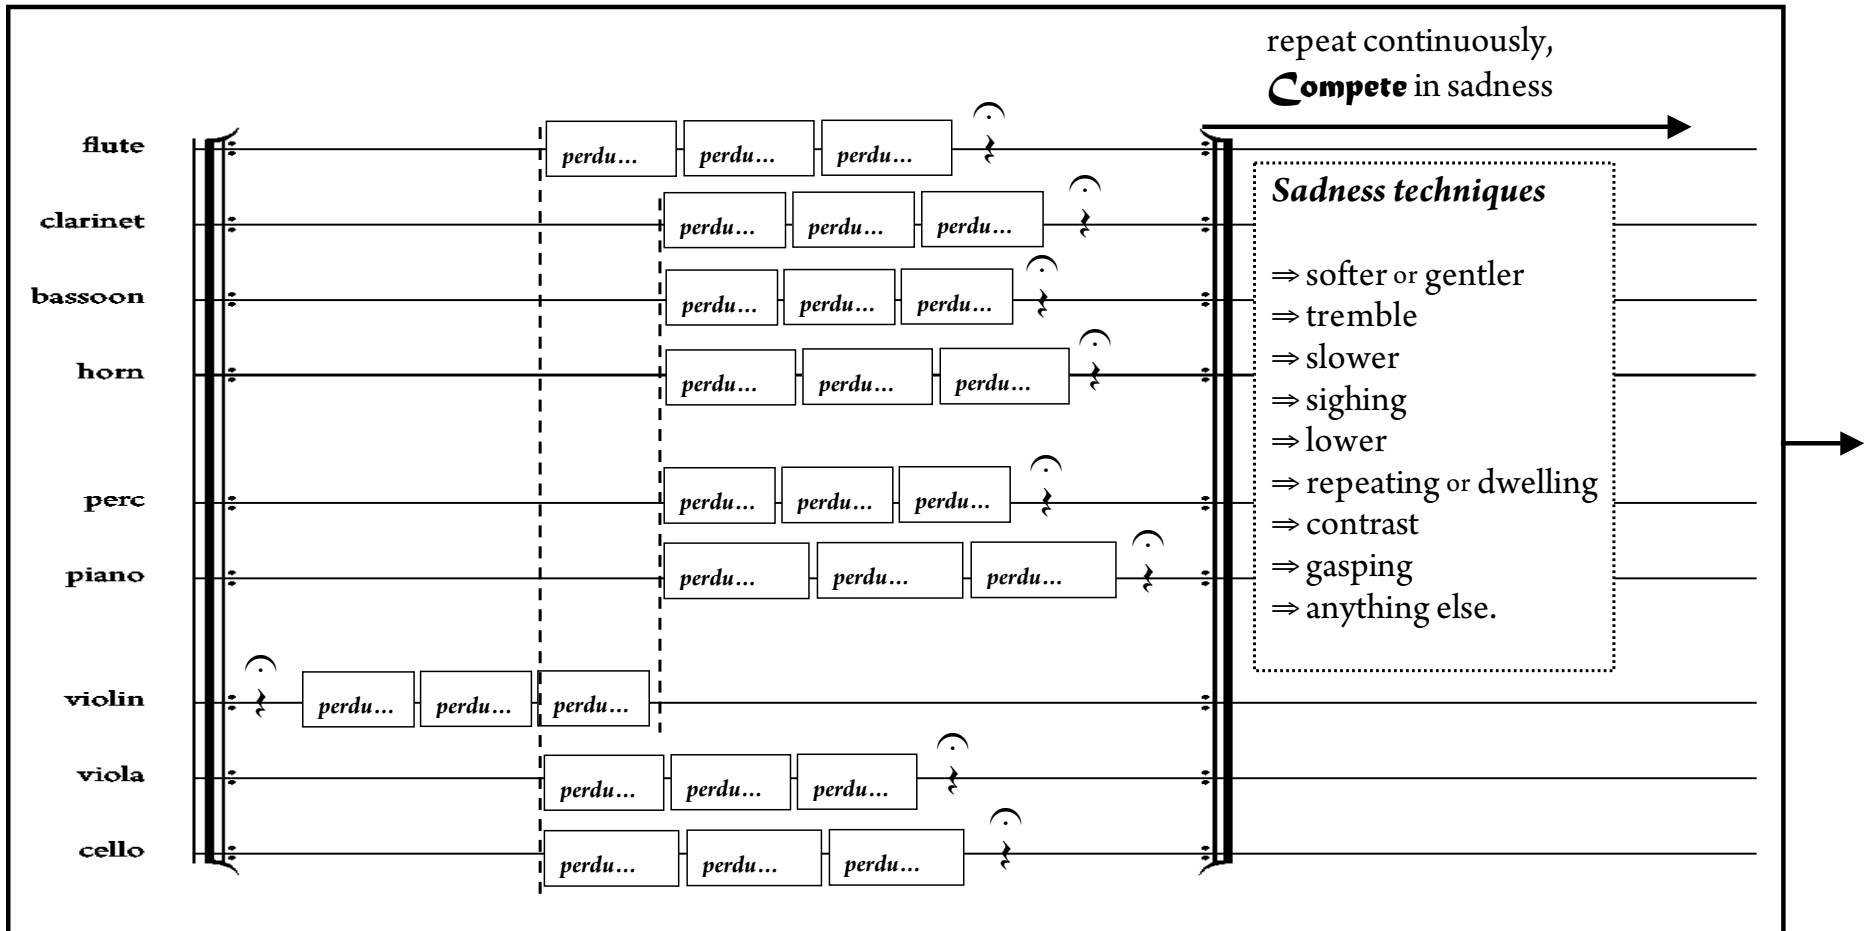 repeat continuously,
Compete in sadness
flute perdu… perdu… perdu…
Sadness techniques
clarinet perdu… perdu… perdu…
⇒ softer or gentler
bassoon perdu… perdu… perdu…
⇒ tremble
⇒ slower
horn perdu… perdu… perdu…
⇒ sighing
⇒ lower
⇒ repeating or dwelling
perc perdu… perdu… perdu…
⇒ contrast
piano perdu… perdu… perdu…
⇒ gasping
⇒ anything else.
violin perdu… perdu… perdu…
viola perdu… perdu… perdu…
cello perdu… perdu… perdu…